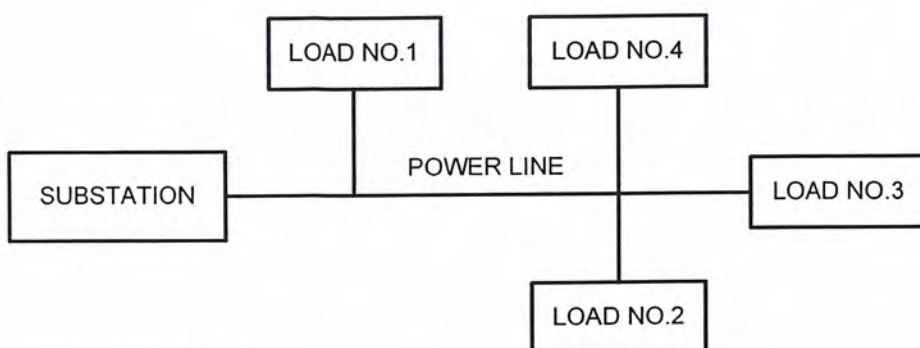 LOAD NO.1
LOAD NO.4
POWER LINE
SUBSTATION
LOAD NO.3
LOAD NO.2